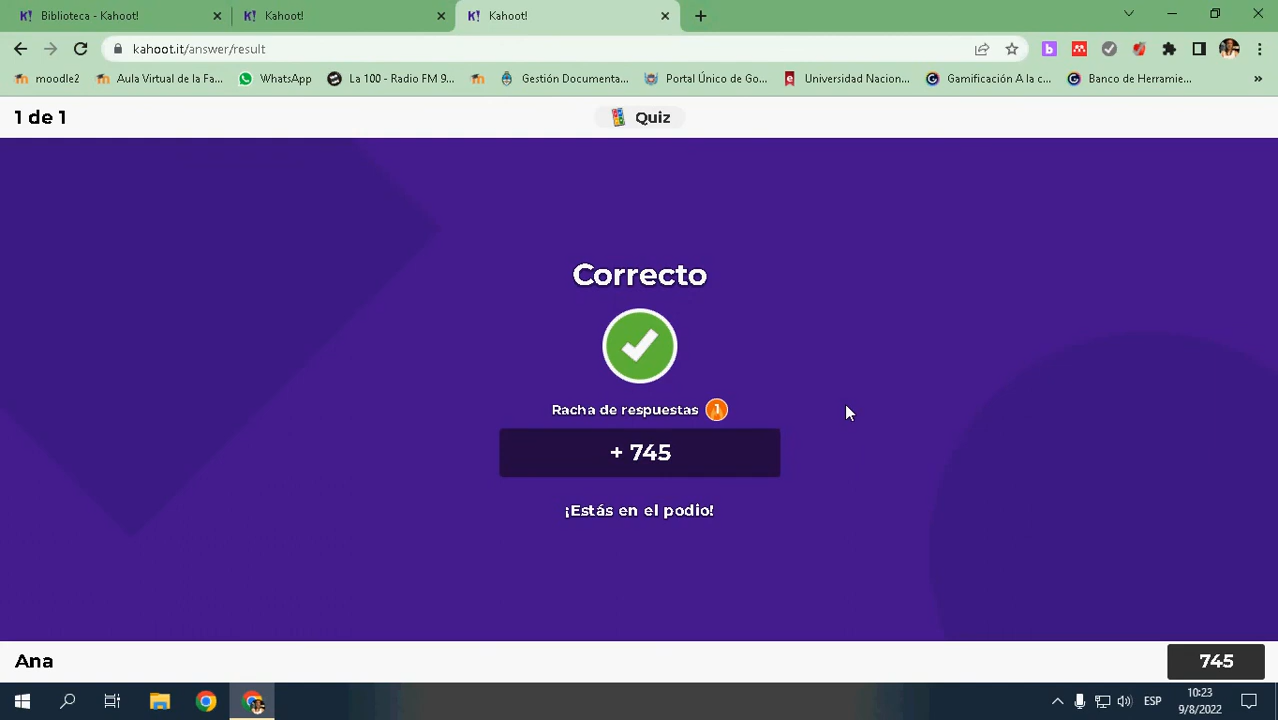 K! Biblioteca - Kahoot!
K! Kahoot!
K! Kahoot!
kahoot.it/answer/result
moodle2
Aula Virtual de la Fa...
WhatsApp
La 100 - Radio FM 9...
Gestión Documenta...
Portal Único de Go...
Universidad Nacion...
Gamificación A la c...
Banco de Herramie...
»
1 de 1
Quiz
Correcto
Racha de respuestas 1
+ 745
¡Estás en el podio!
Ana
745
ESP
10:23
9/8/2022